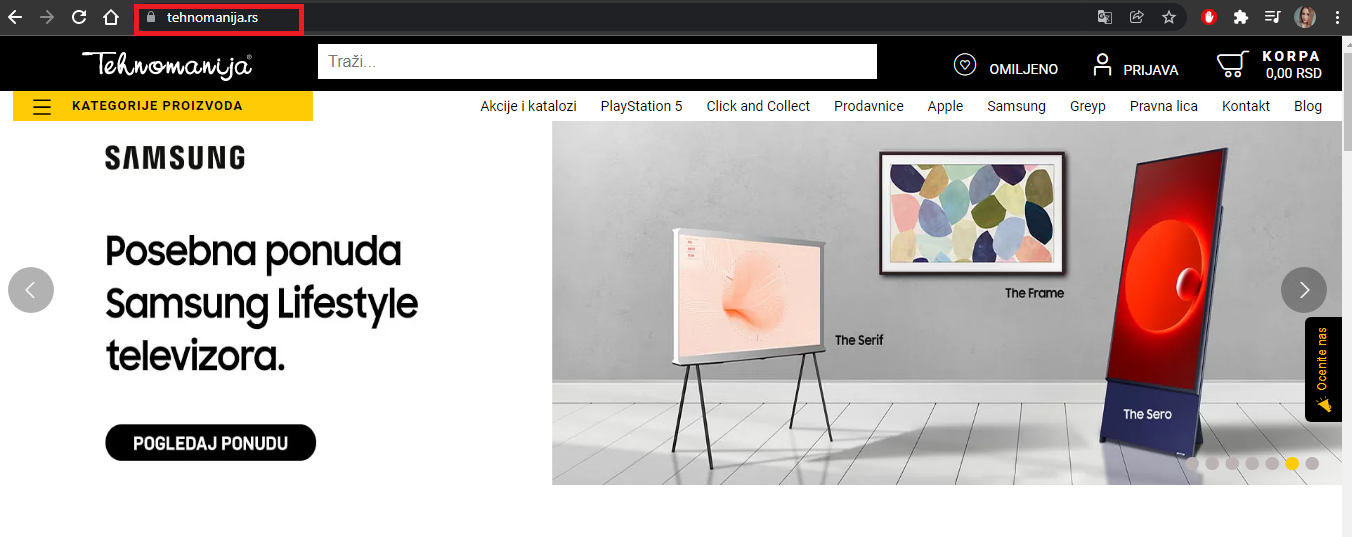 tehnomanija.rs
Tehnomanija®
Traži...
OMILJENO
PRIJAVA
KORPA
0,00 RSD
KATEGORIJE PROIZVODA
Akcije i katalozi PlayStation 5 Click and Collect Prodavnice Apple Samsung Greyp Pravna lica Kontakt Blog
SAMSUNG
Posebna ponuda
Samsung Lifestyle
televizora.
POGLEDAJ PONUDU
The Frame
The Serif
The Sero
Ocenite nas